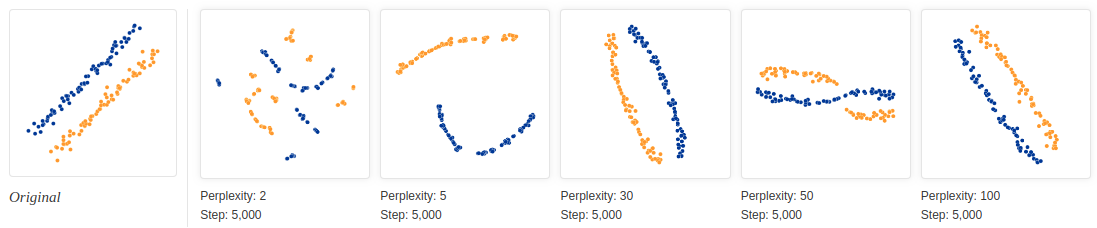 Original
Perplexity: 2
Step: 5,000
Perplexity: 5
Step: 5,000
Perplexity: 30
Step: 5,000
Perplexity: 50
Step: 5,000
Perplexity: 100
Step: 5,000